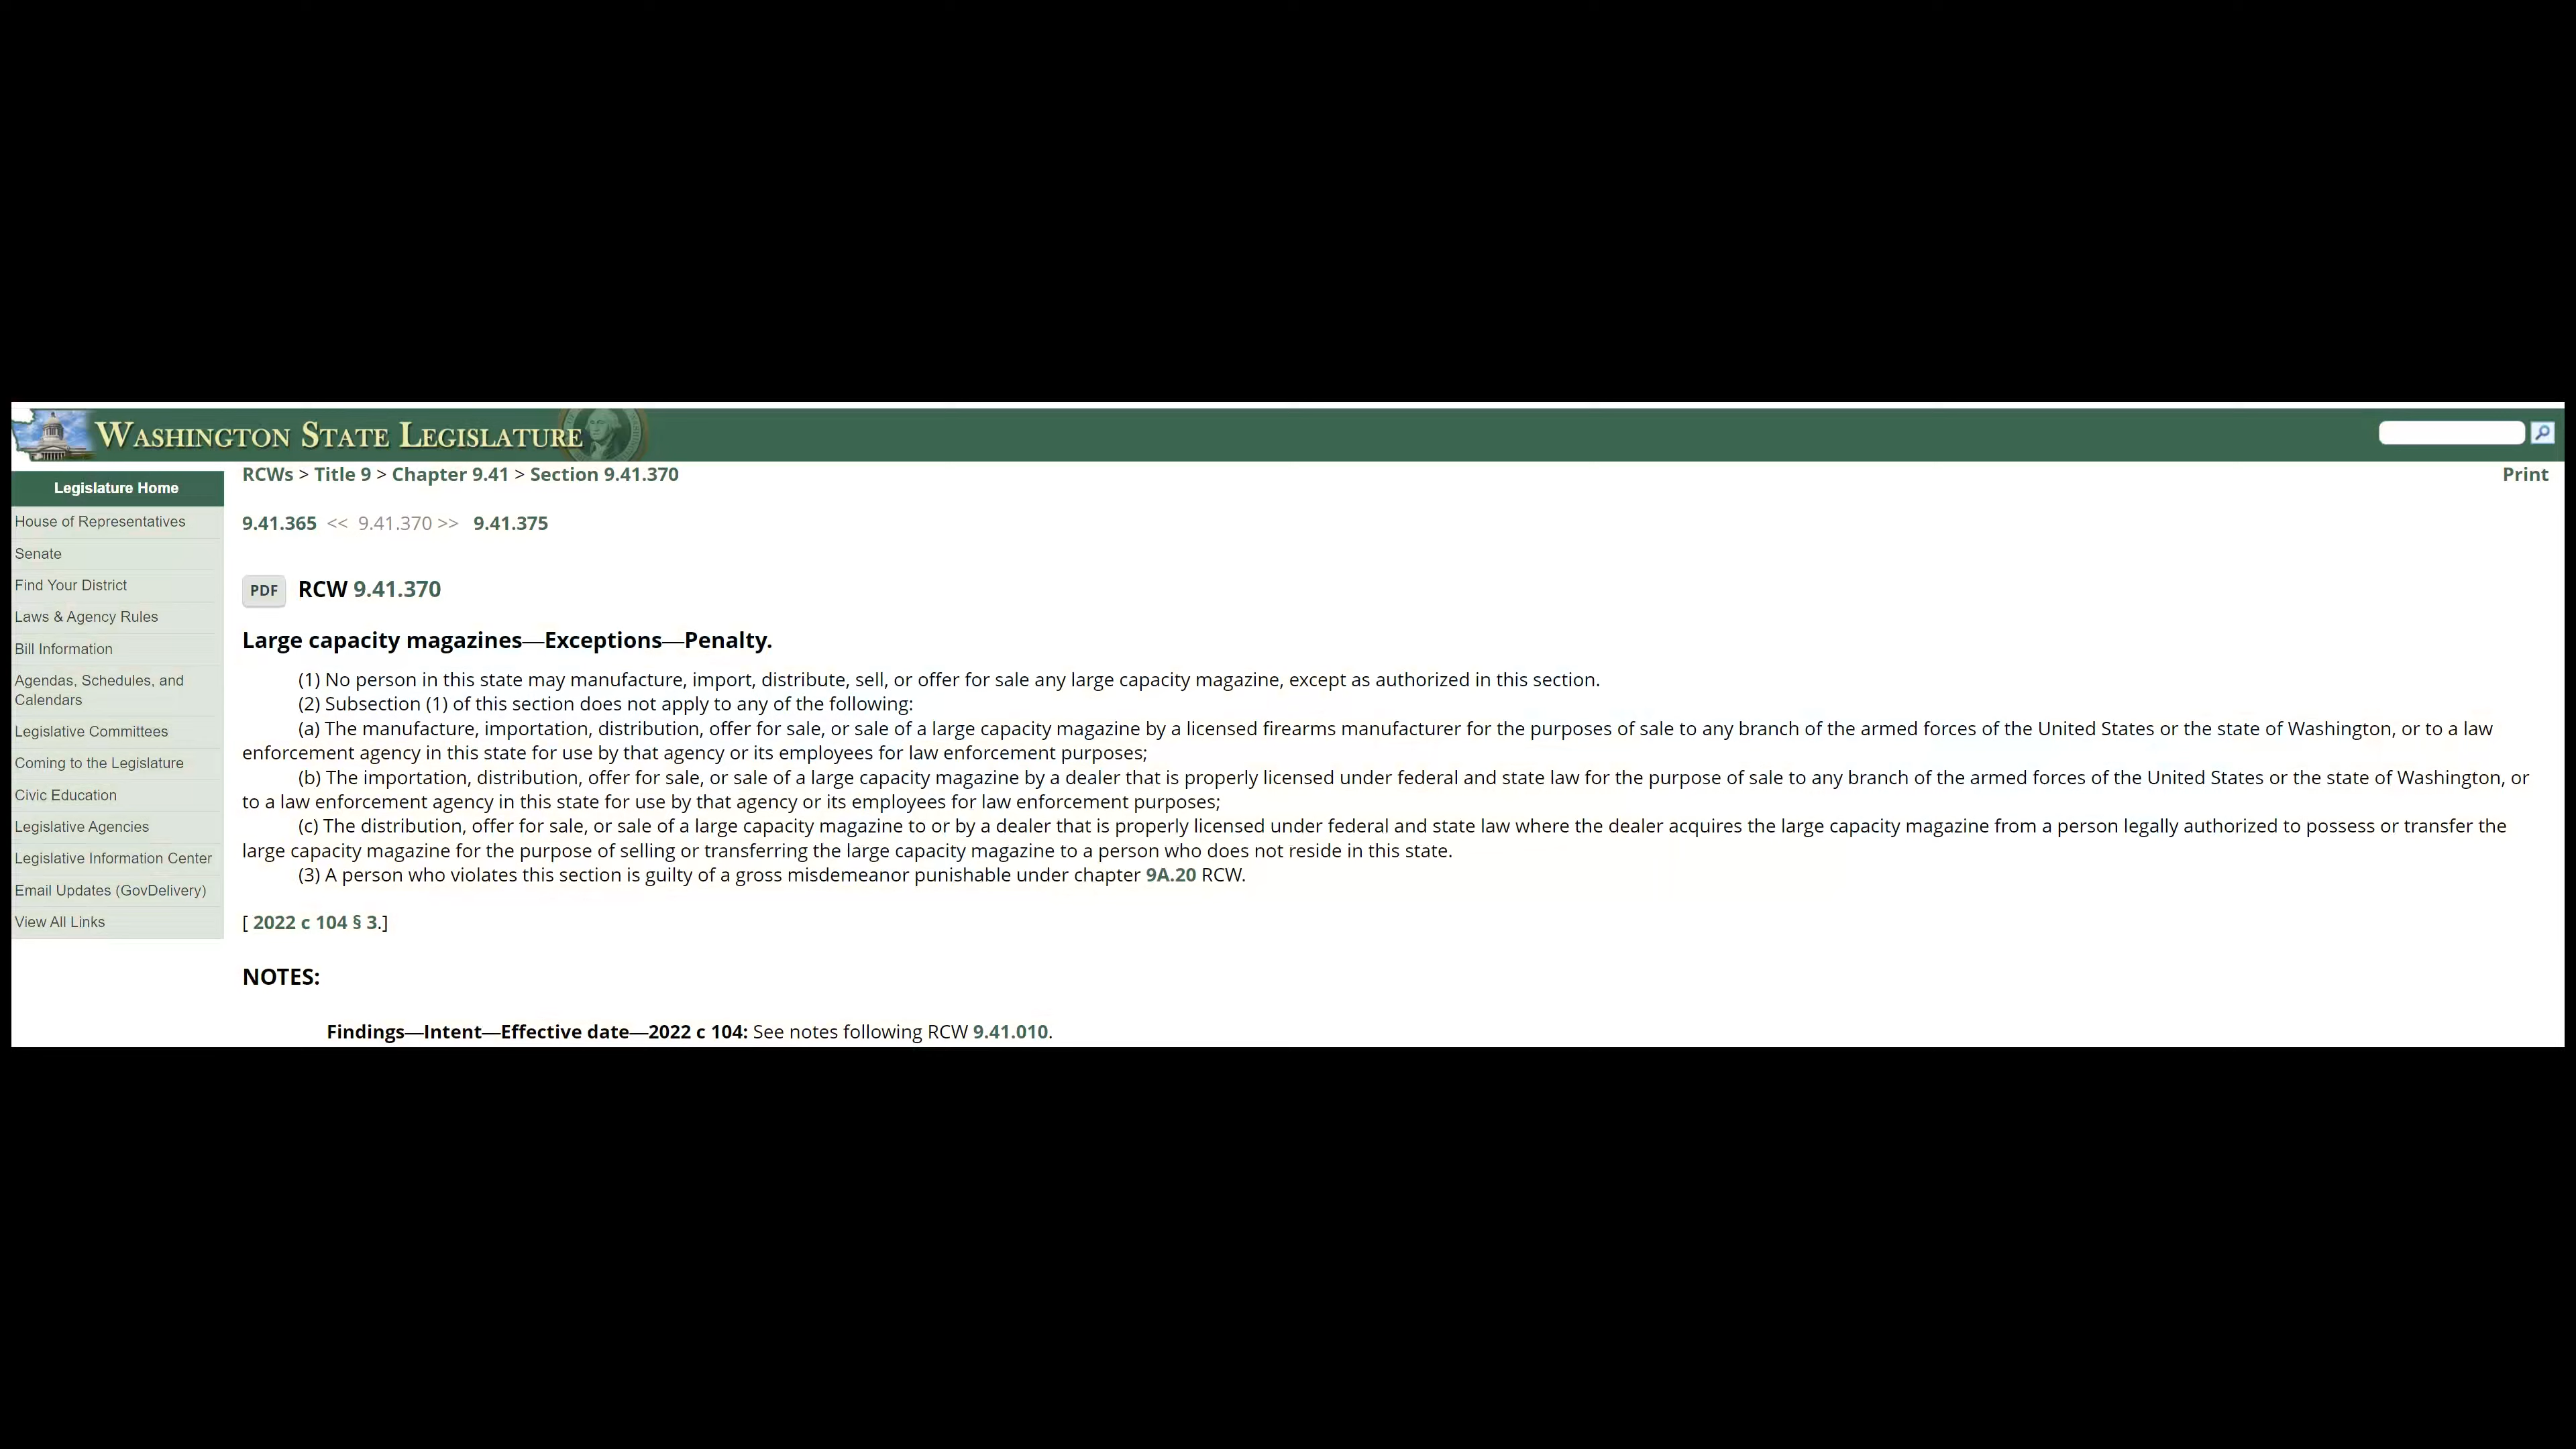 WASHINGTON STATE LEGISLATURE
Legislature Home
House of Representatives
Senate
Find Your District
Laws & Agency Rules
Bill Information
Agendas, Schedules, and
Calendars
Legislative Committees
Coming to the Legislature
Civic Education
Legislative Agencies
Legislative Information Center
Email Updates (GovDelivery)
View All Links
RCWs > Title 9 > Chapter 9.41 > Section 9.41.370
Print
9.41.365 << 9.41.370 >> 9.41.375
PDF RCW 9.41.370
Large capacity magazines—Exceptions—Penalty.
(1) No person in this state may manufacture, import, distribute, sell, or offer for sale any large capacity magazine, except as authorized in this section.
(2) Subsection (1) of this section does not apply to any of the following:
(a) The manufacture, importation, distribution, offer for sale, or sale of a large capacity magazine by a licensed firearms manufacturer for the purposes of sale to any branch of the armed forces of the United States or the state of Washington, or to a law
enforcement agency in this state for use by that agency or its employees for law enforcement purposes;
(b) The importation, distribution, offer for sale, or sale of a large capacity magazine by a dealer that is properly licensed under federal and state law for the purpose of sale to any branch of the armed forces of the United States or the state of Washington, or
to a law enforcement agency in this state for use by that agency or its employees for law enforcement purposes;
(c) The distribution, offer for sale, or sale of a large capacity magazine to or by a dealer that is properly licensed under federal and state law where the dealer acquires the large capacity magazine from a person legally authorized to possess or transfer the
large capacity magazine for the purpose of selling or transferring the large capacity magazine to a person who does not reside in this state.
(3) A person who violates this section is guilty of a gross misdemeanor punishable under chapter 9A.20 RCW.
[ 2022 c 104 § 3.]
NOTES:
Findings—Intent—Effective date—2022 c 104: See notes following RCW 9.41.010.